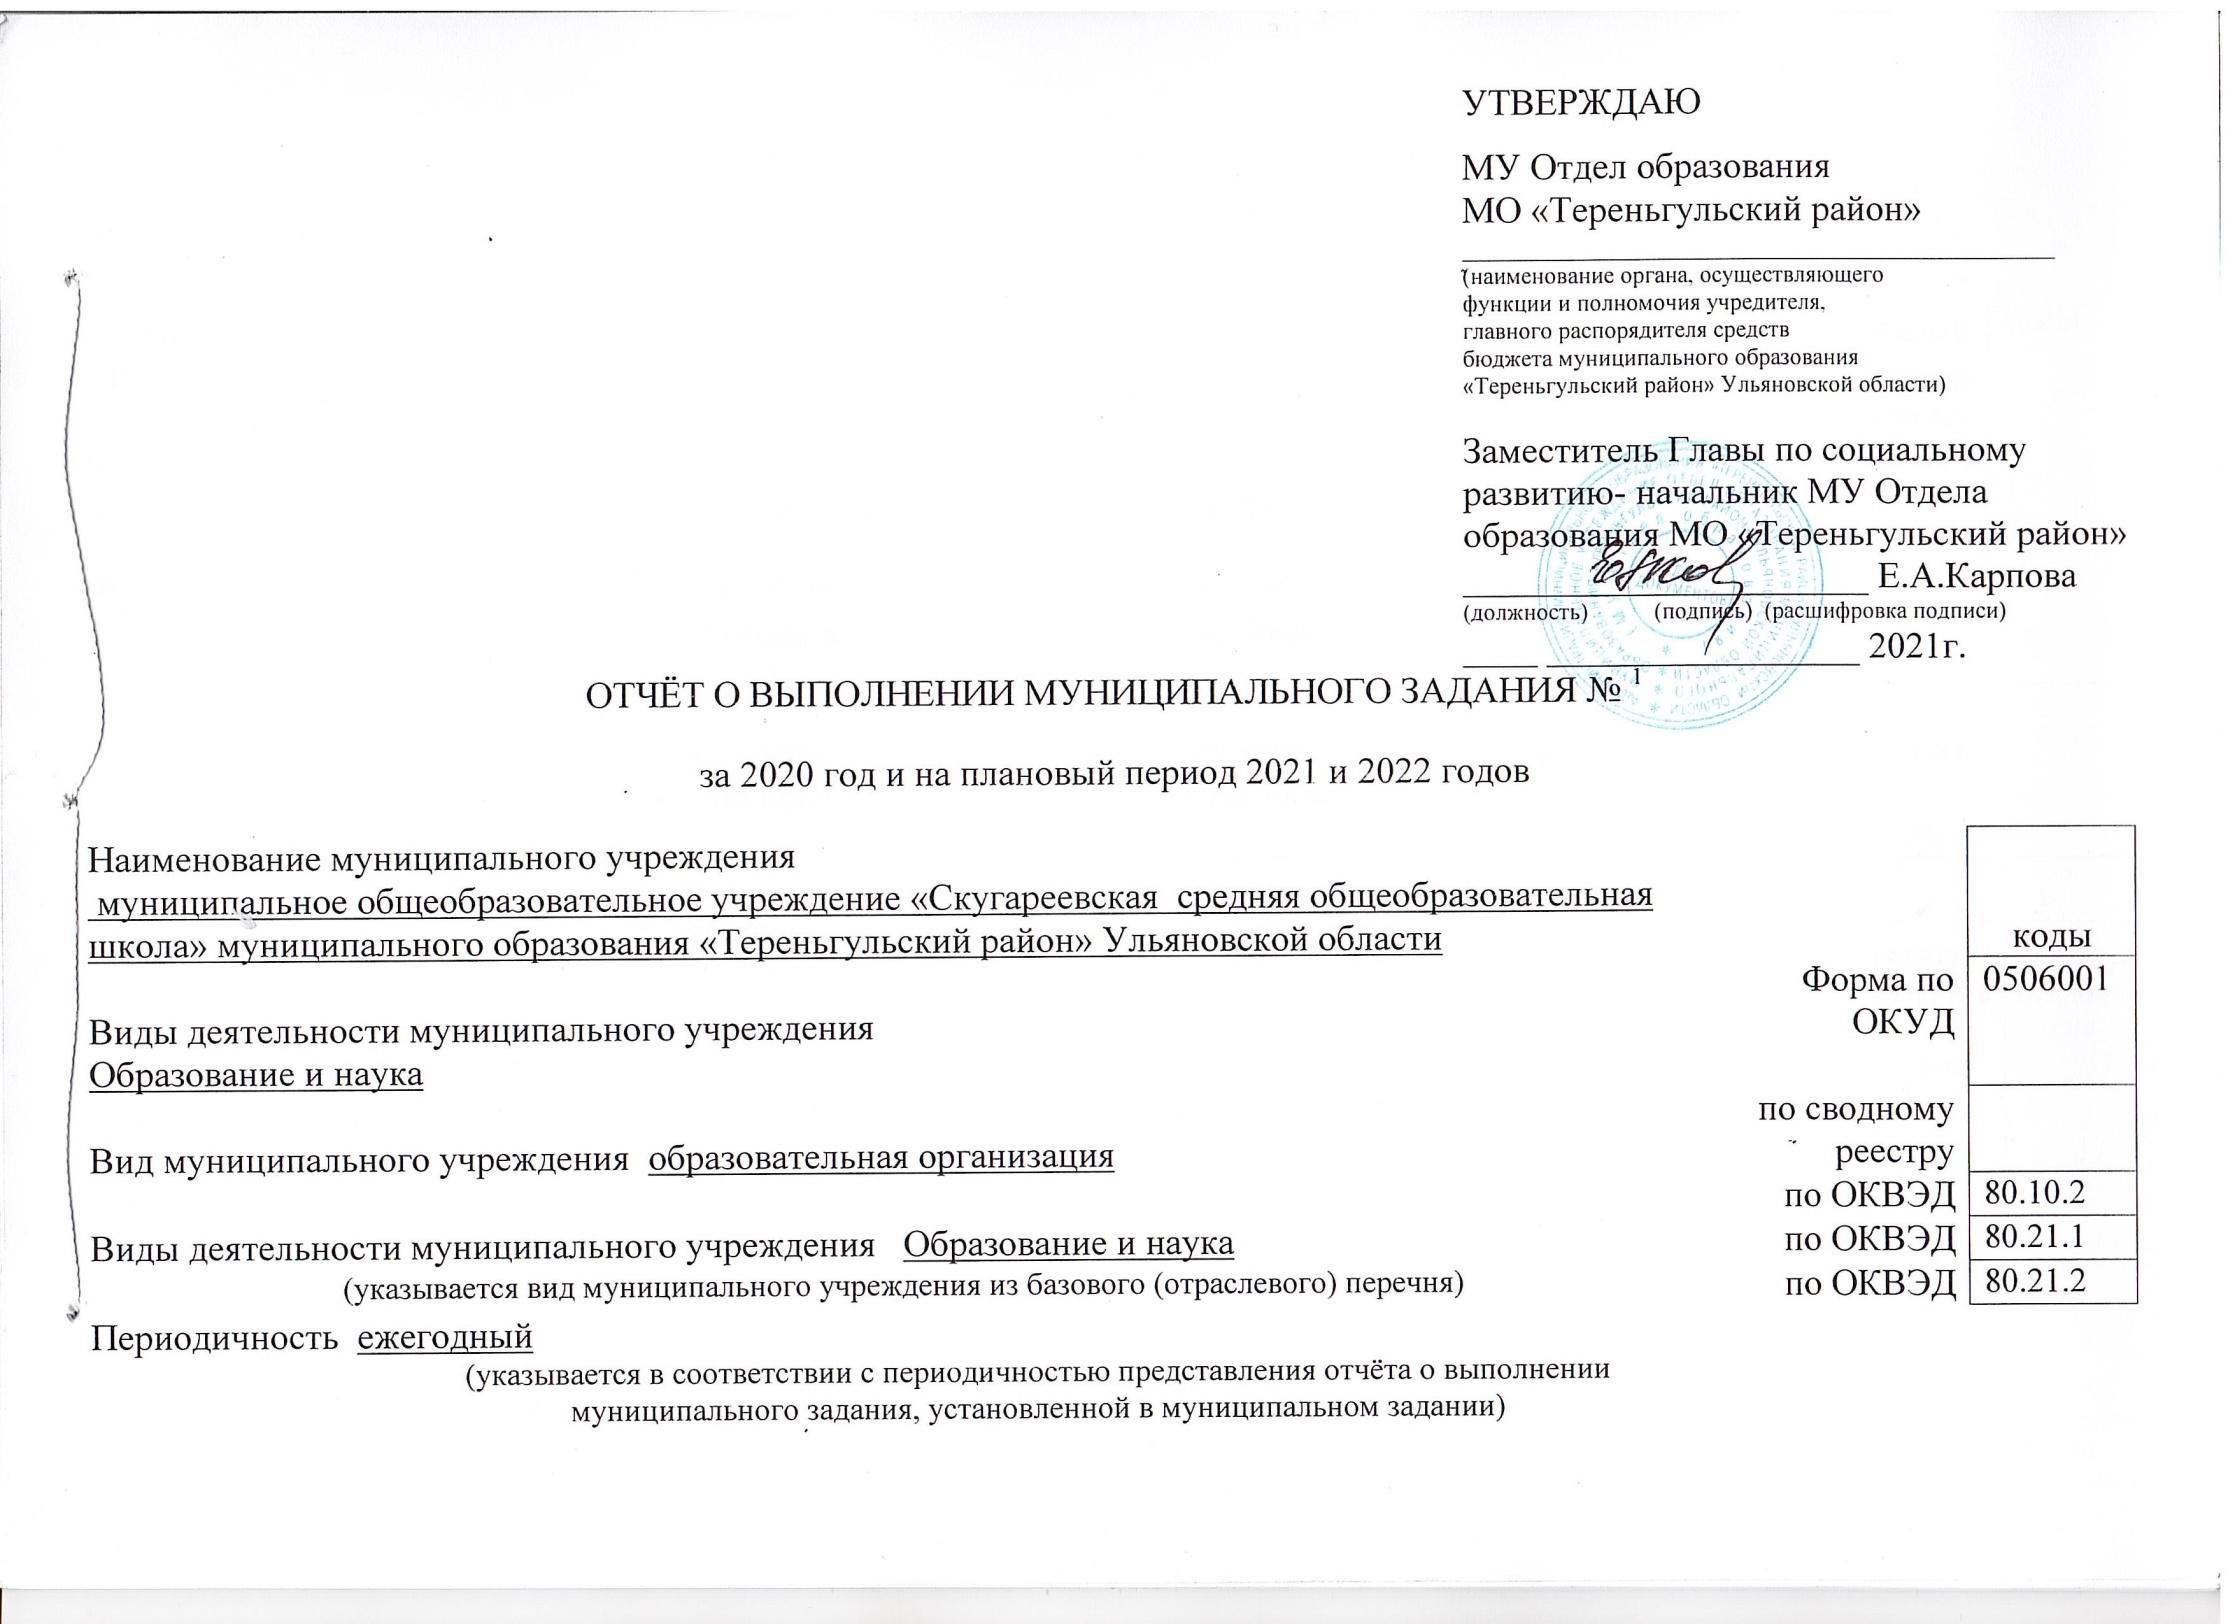 УТВЕРЖДАЮ
МУ Отдел образования
МО «Тереньгульский район»
(наименование органа, осуществляющего
функции и полномочия учредителя,
главного распорядителя средств
бюджета муниципального образования
«Тереньгульский район» Ульяновской области)
Заместитель Главы по социальному
развитию- начальник МУ Отдела
образования МО «Тереньгульский район»
Е.А.Карпова
(должность) (подпись) (расшифровка подписи)
2021г.
ОТЧЁТ О ВЫПОЛНЕНИИ МУНИЦИПАЛЬНОГО ЗАДАНИЯ № 1
за 2020 год и на плановый период 2021 и 2022 годов
Наименование муниципального учреждения
муниципальное общеобразовательное учреждение «Скугареевская средняя общеобразовательная
школа» муниципального образования «Тереньгульский район» Ульяновской области
коды
Форма по 0506001
ОКУД
Виды деятельности муниципального учреждения
Образование и наука
по сводному
реестру
Вид муниципального учреждения образовательная организация
по ОКВЭД 80.10.2
Виды деятельности муниципального учреждения Образование и наука по ОКВЭД 80.21.1
(указывается вид муниципального учреждения из базового (отраслевого) перечня) по ОКВЭД 80.21.2
Периодичность ежегодный
(указывается в соответствии с периодичностью представления отчёта о выполнении
муниципального задания, установленной в муниципальном задании)